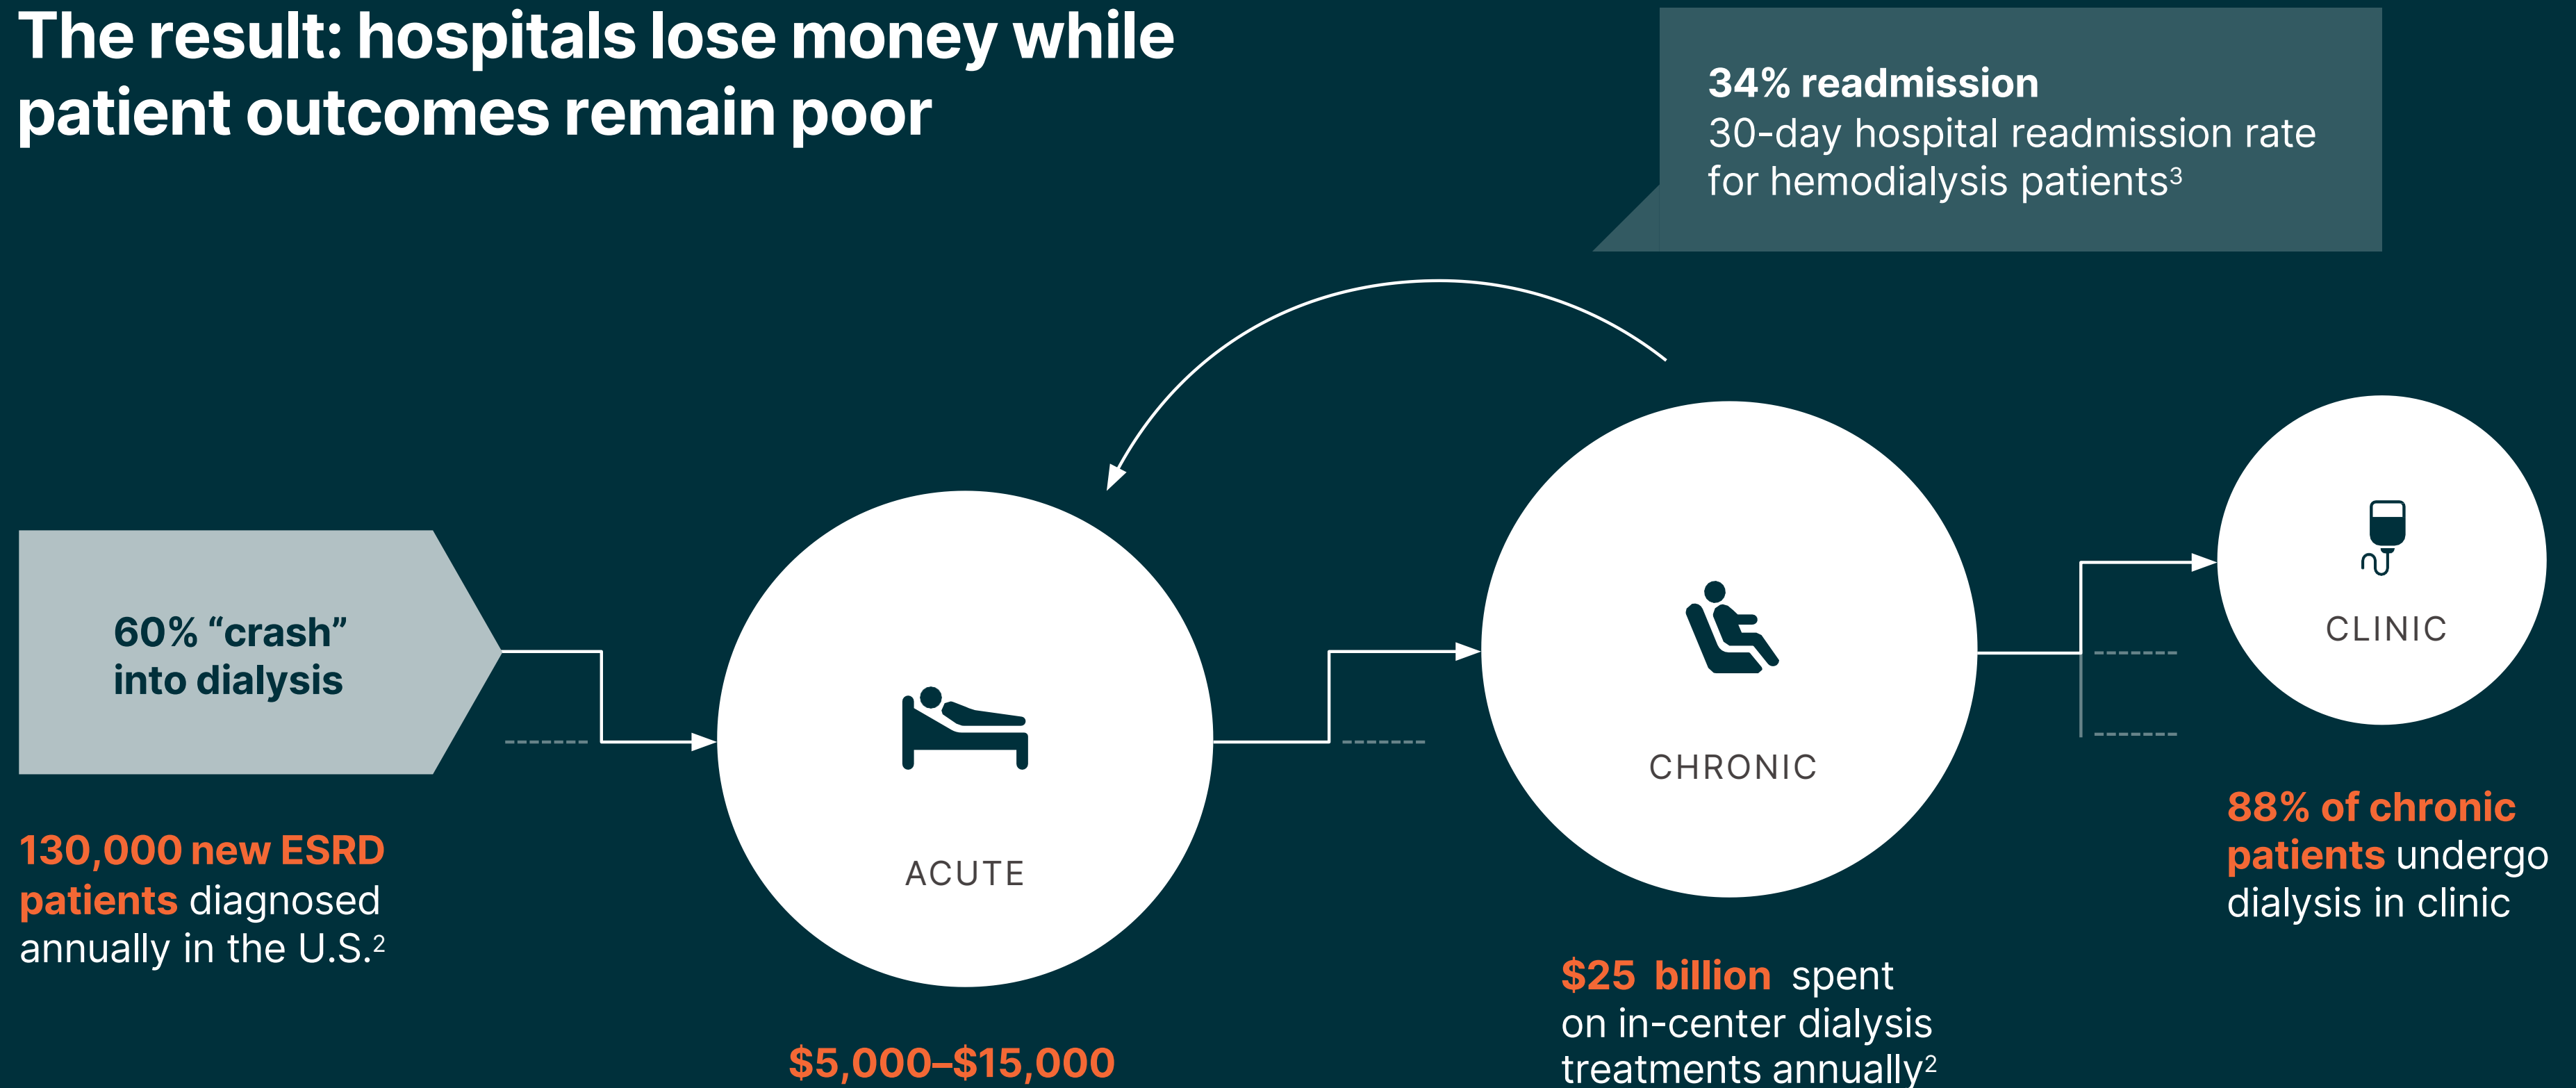 The result: hospitals lose money while
patient outcomes remain poor
34% readmission
30-day hospital readmission rate
for hemodialysis patients³
60% “crash”
into dialysis
130,000 new ESRD
patients diagnosed
annually in the U.S.²
ACUTE
$5,000–$15,000
CHRONIC
$25 billion spent
on in-center dialysis
treatments annually²
CLINIC
88% of chronic
patients undergo
dialysis in clinic